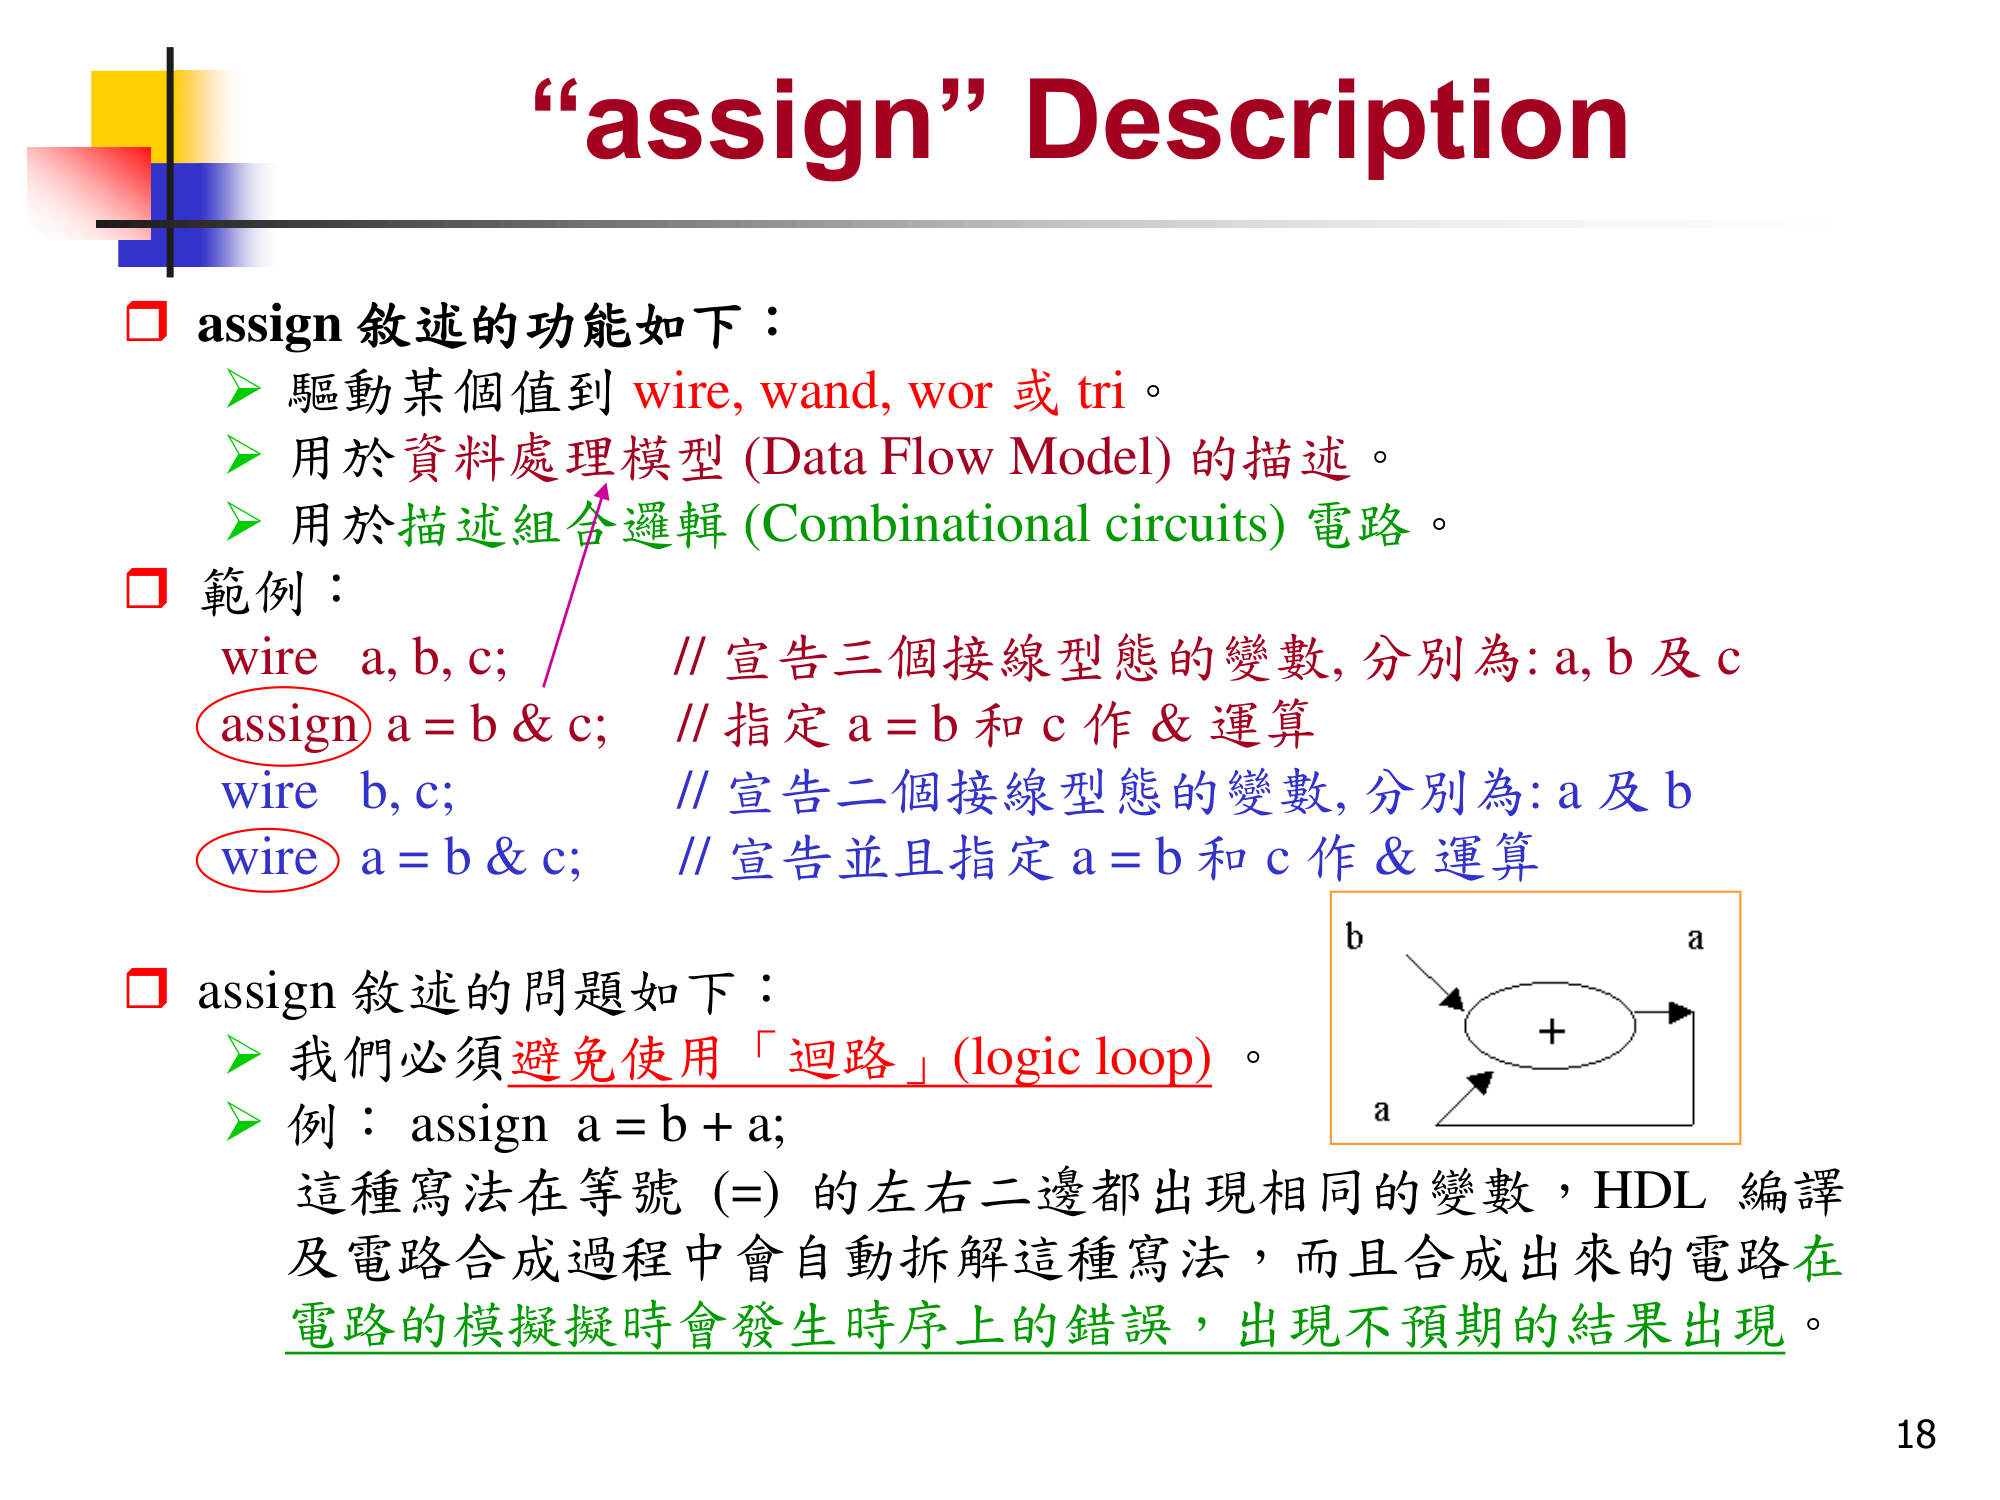 “assign” Description
assign 敘述的功能如下：
驅動某個值到 wire, wand, wor 或 tri。
用於資料處理模型 (Data Flow Model) 的描述。
用於描述組合邏輯 (Combinational circuits) 電路。
範例：
wire a, b, c; // 宣告三個接線型態的變數, 分別為: a, b 及 c
assign a = b & c; // 指定 a = b 和 c 作 & 運算
wire b, c; // 宣告二個接線型態的變數, 分別為: a 及 b
wire a = b & c; // 宣告並且指定 a = b 和 c 作 & 運算
assign 敘述的問題如下：
我們必須避免使用「迴路」(logic loop) 。
例： assign a = b + a;
這種寫法在等號 (=) 的左右二邊都出現相同的變數，HDL 編譯
及電路合成過程中會自動拆解這種寫法，而且合成出來的電路在
電路的模擬擬時會發生時序上的錯誤，出現不預期的結果出現。
b
a
+
a
18